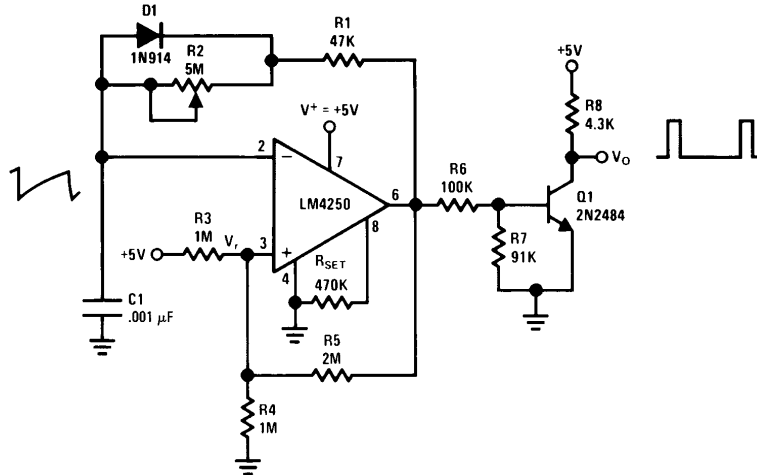 D1
1N914
R2
5M
R1
47K
V+ = +5V
+5V
R8
4.3K
VO
2
7
6
LM4250
8
R6
100K
Q1
2N2484
R3
1M
Vr
3
+5V
4
RSET
470K
R7
91K
C1
.001 μF
R5
2M
R4
1M
−
+